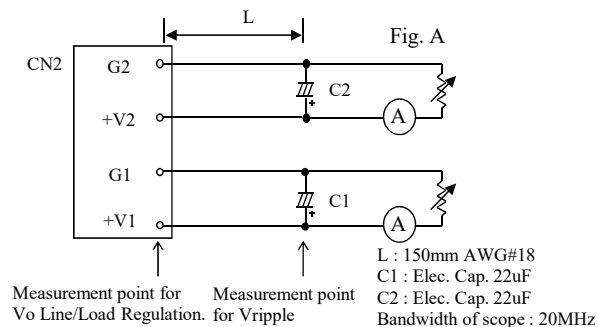 L
Fig. A
CN2
G2
C2
A
+V2
G1
C1
A
+V1
L : 150mm AWG#18
C1 : Elec. Cap. 22uF
C2 : Elec. Cap. 22uF
Bandwidth of scope : 20MHz
Measurement point for
Vo Line/Load Regulation.
Measurement point
for Vripple